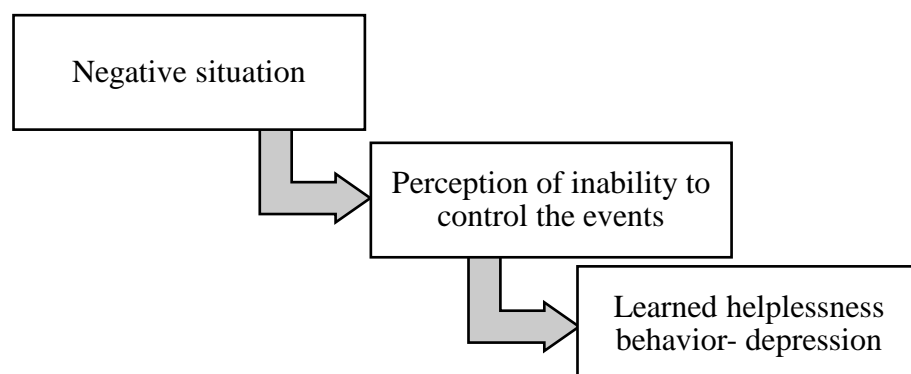 Negative situation
Perception of inability to
control the events
Learned helplessness
behavior- depression